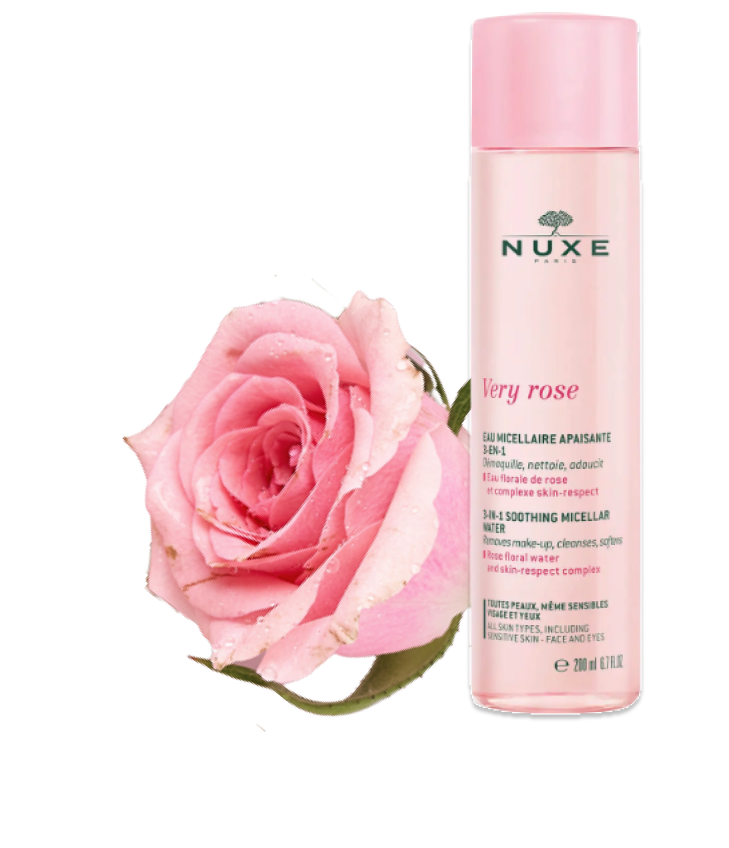 NUXE
PARIS
Very rose
EAU MICELLAIRE APAISANTE
3-EN-1
Démaquille, nettoie, adoucit
Eau florale de rose
et complexe skin-respect
3-IN-1 SOOTHING MICELLAR
WATER
Removes make-up, cleanses, softens
Rose floral water
and skin-respect complex
TOUTES PEAUX, MÊME SENSIBLES
VISAGE ET YEUX
ALL SKIN TYPES, INCLUDING
SENSITIVE SKIN - FACE AND EYES
℮ 200 ml 6.7 FL.OZ.